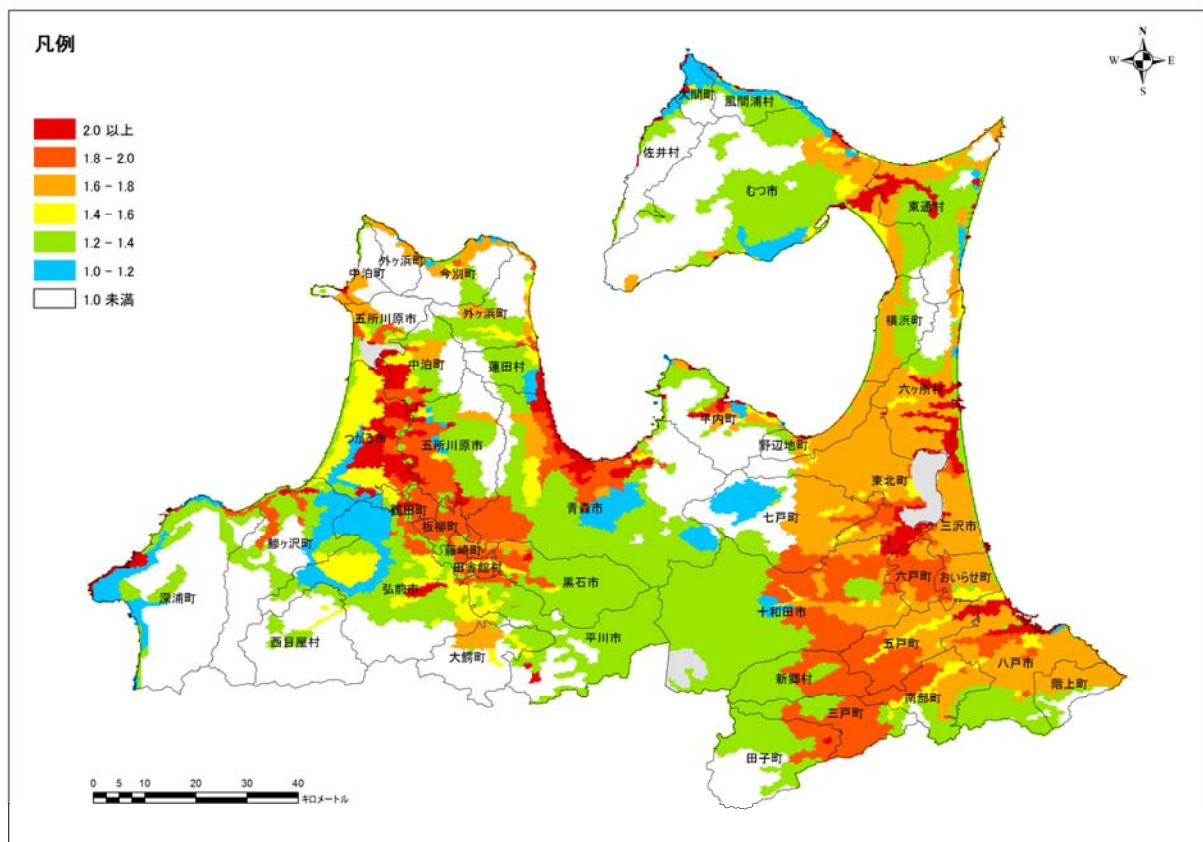 凡例
N
W
E
S
2.0 以上
1.8 - 2.0
1.6 - 1.8
1.4 - 1.6
1.2 - 1.4
1.0 - 1.2
1.0 未満
大間町
風間浦村
佐井村
むつ市
東通村
外ヶ浜町
中泊町
今別町
外ヶ浜町
五所川原市
横浜町
中泊町
蓬田村
六ヶ所村
平内町
つがる市
五所川原市
野辺地町
東北町
青森市
七戸町
鶴田町
三沢市
板柳町
鰺ヶ沢町
藤崎町
田舎館村
六戸町
おいらせ町
黒石市
弘前市
深浦町
十和田市
西目屋村
平川市
五戸町
大鰐町
八戸市
新郷村
階上町
南部町
三戸町
田子町
0 5 10 20 30 40
キロメートル